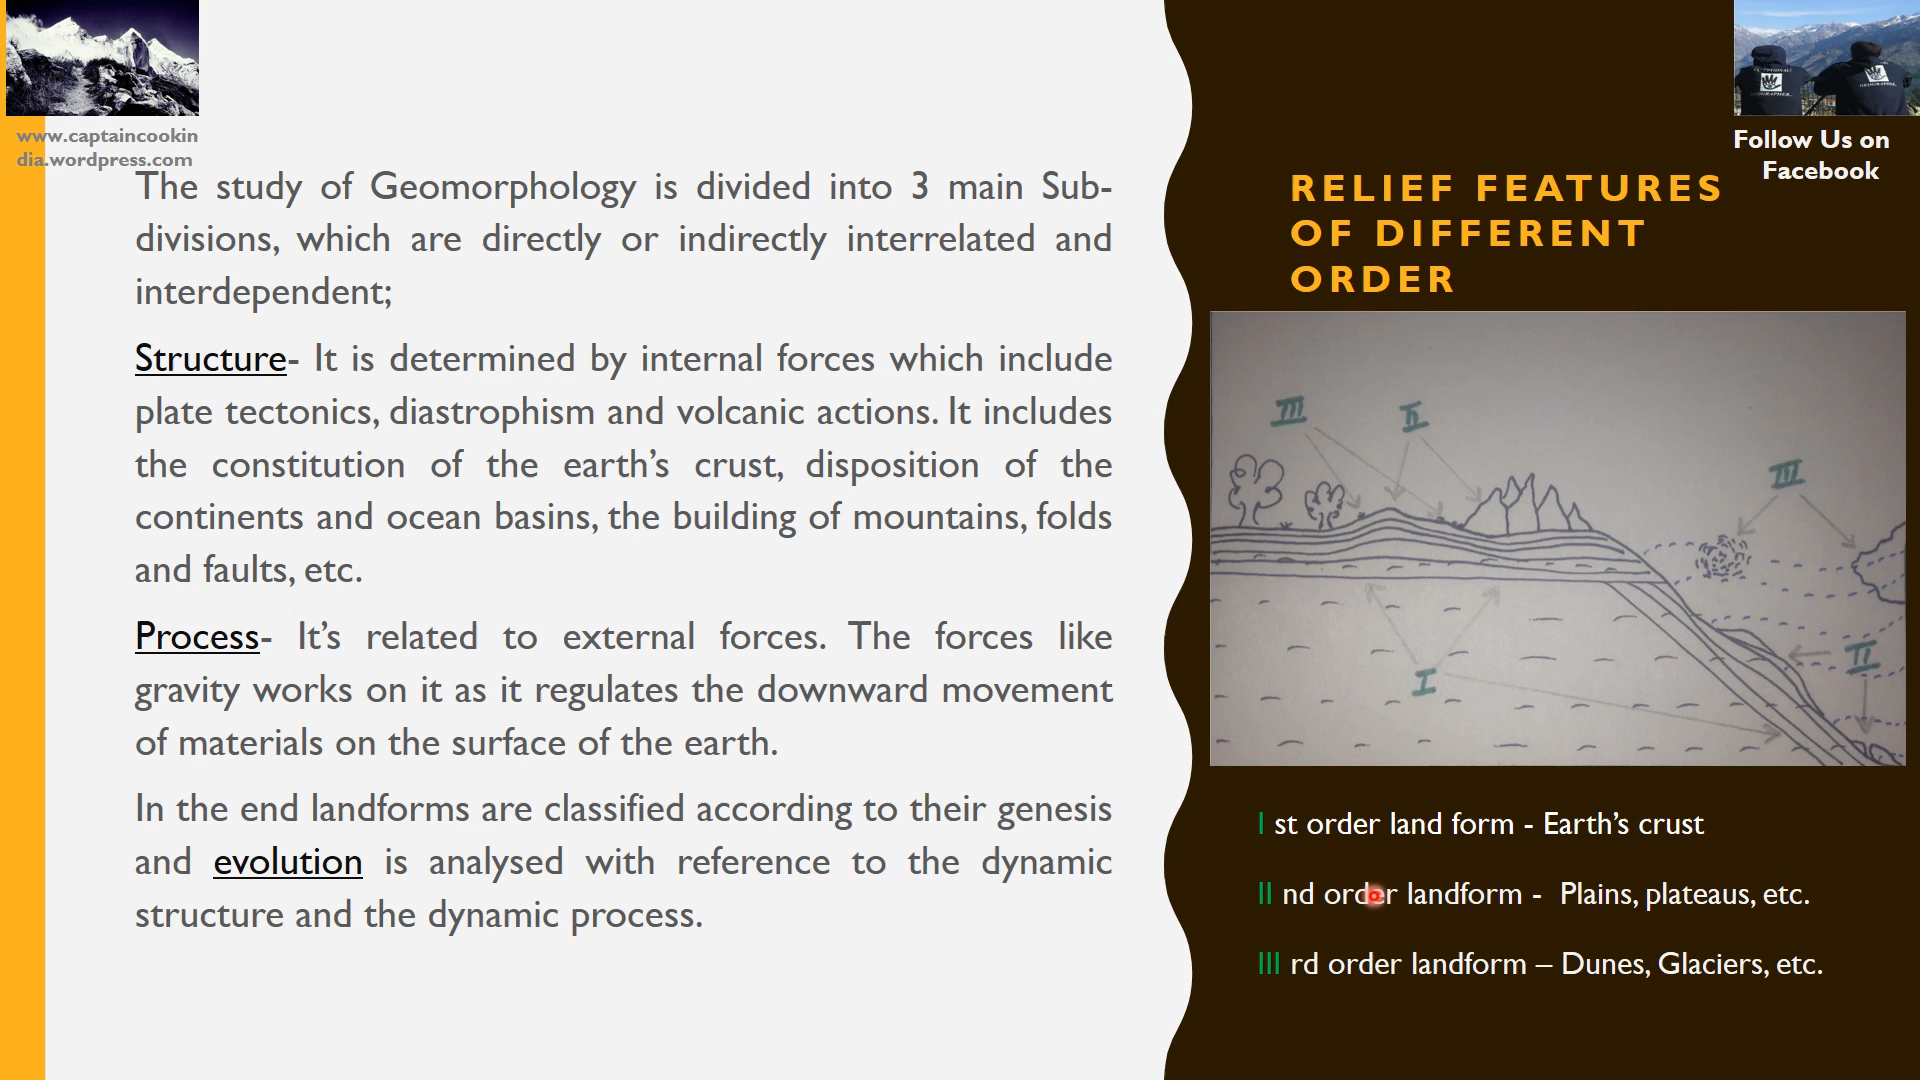 www.captaincookin
dia.wordpress.com
The study of Geomorphology is divided into 3 main Sub-
divisions, which are directly or indirectly interrelated and
interdependent;
Structure- It is determined by internal forces which include
plate tectonics, diastrophism and volcanic actions. It includes
the constitution of the earth's crust, disposition of the
continents and ocean basins, the building of mountains, folds
and faults, etc.
Process- It's related to external forces. The forces like
gravity works on it as it regulates the downward movement
of materials on the surface of the earth.
In the end landforms are classified according to their genesis
and evolution is analysed with reference to the dynamic
structure and the dynamic process.
Follow Us on
Facebook
RELIEF FEATURES
OF DIFFERENT
ORDER
III
II
III
II
I
I st order land form - Earth's crust
II nd order landform - Plains, plateaus, etc.
III rd order landform – Dunes, Glaciers, etc.